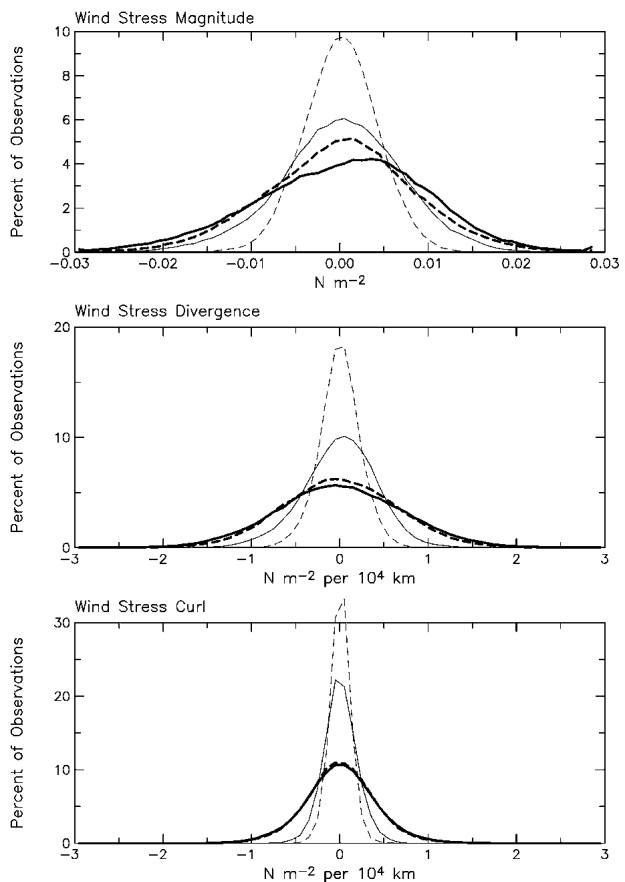 Wind Stress Magnitude
Percent of Observations
10
8
6
4
2
0
−0.03 −0.02 −0.01 0.00 0.01 0.02 0.03
N m⁻²
Wind Stress Divergence
Percent of Observations
20
10
0
−3 −2 −1 0 1 2 3
N m⁻² per 10⁴ km
Wind Stress Curl
Percent of Observations
30
20
10
0
−3 −2 −1 0 1 2 3
N m⁻² per 10⁴ km